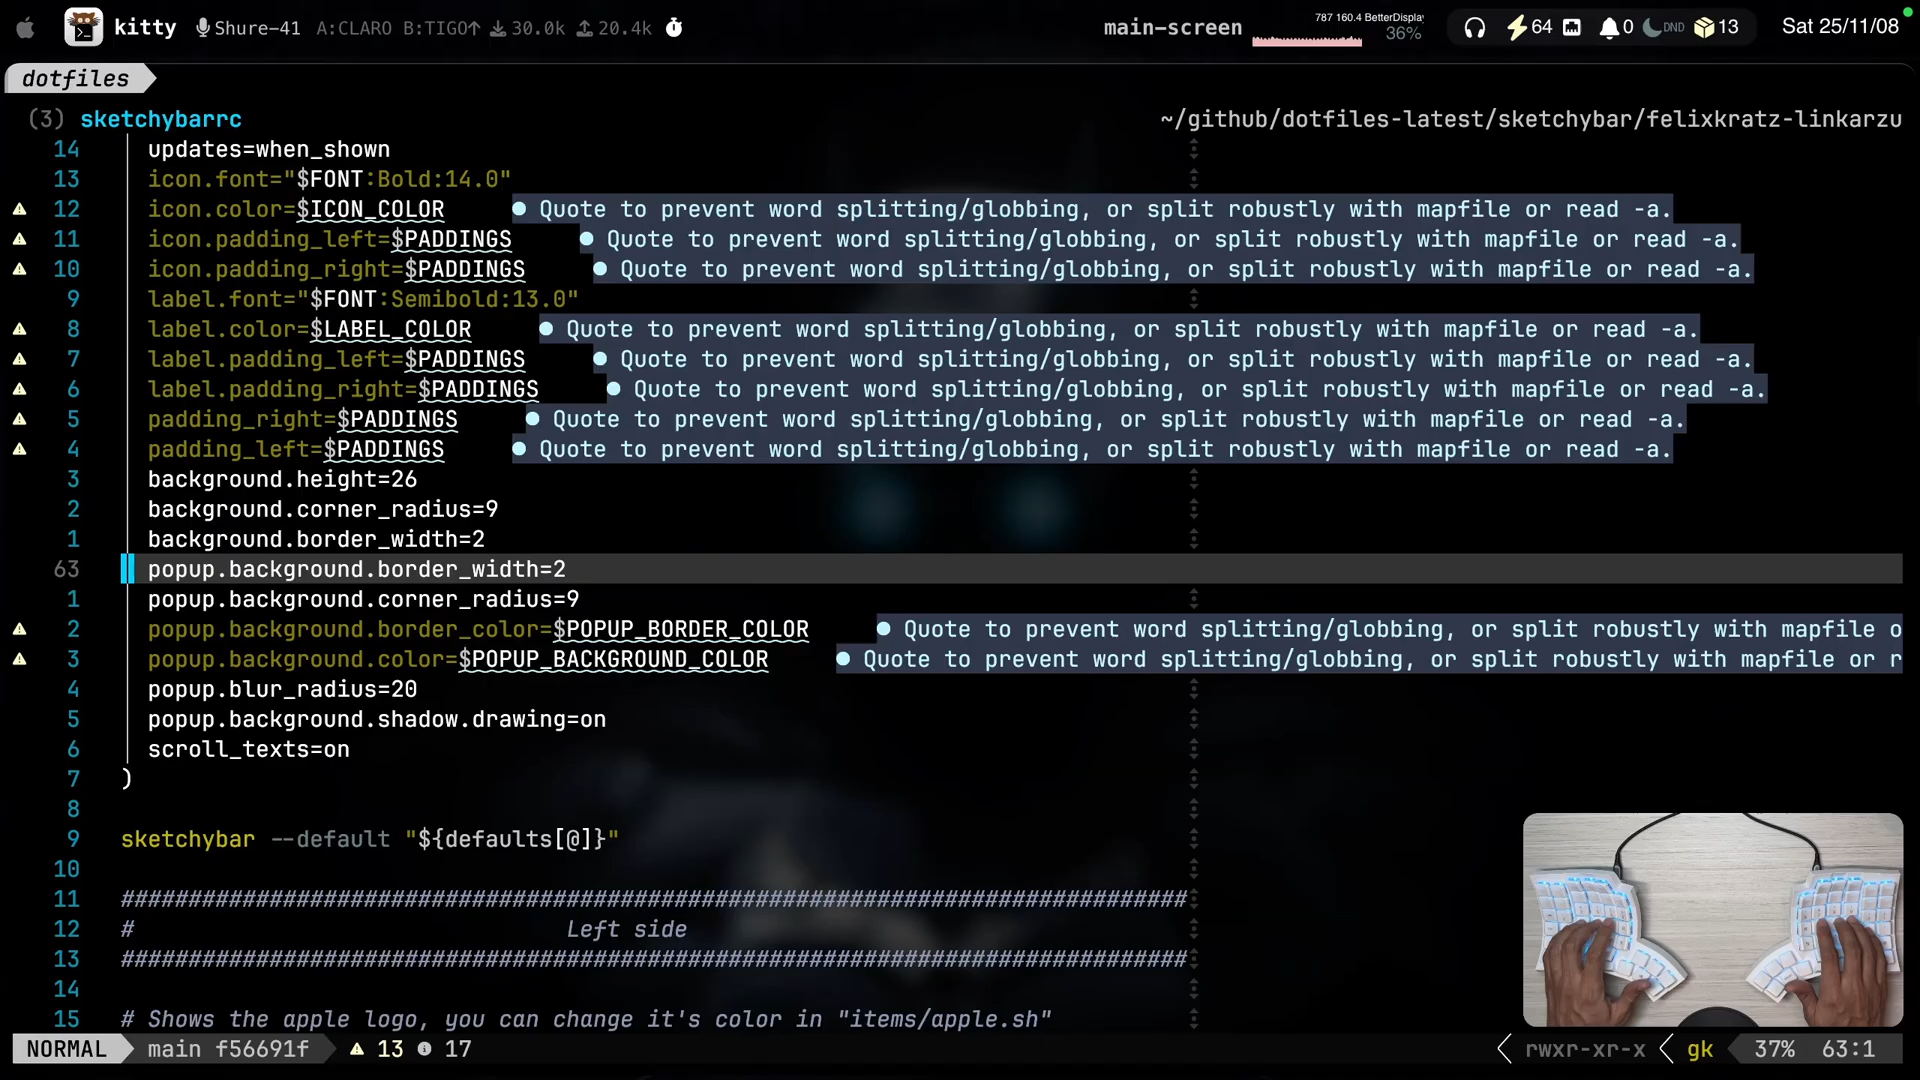 kitty Shure-41 A:CLARO B:TIGO↑ 30.0k 20.4k main-screen 787 160.4 BetterDisplay 36% 64 0 DND 13 Sat 25/11/08
dotfiles
(3) sketchybarrc ~/github/dotfiles-latest/sketchybar/felixkratz-linkarzu
14 updates=when_shown
13 icon.font="$FONT:Bold:14.0"
12 icon.color=$ICON_COLOR ● Quote to prevent word splitting/globbing, or split robustly with mapfile or read -a.
11 icon.padding_left=$PADDINGS ● Quote to prevent word splitting/globbing, or split robustly with mapfile or read -a.
10 icon.padding_right=$PADDINGS ● Quote to prevent word splitting/globbing, or split robustly with mapfile or read -a.
9 label.font="$FONT:Semibold:13.0"
8 label.color=$LABEL_COLOR ● Quote to prevent word splitting/globbing, or split robustly with mapfile or read -a.
7 label.padding_left=$PADDINGS ● Quote to prevent word splitting/globbing, or split robustly with mapfile or read -a.
6 label.padding_right=$PADDINGS ● Quote to prevent word splitting/globbing, or split robustly with mapfile or read -a.
5 padding_right=$PADDINGS ● Quote to prevent word splitting/globbing, or split robustly with mapfile or read -a.
4 padding_left=$PADDINGS ● Quote to prevent word splitting/globbing, or split robustly with mapfile or read -a.
3 background.height=26
2 background.corner_radius=9
1 background.border_width=2
63 popup.background.border_width=2
1 popup.background.corner_radius=9
2 popup.background.border_color=$POPUP_BORDER_COLOR ● Quote to prevent word splitting/globbing, or split robustly with mapfile o
3 popup.background.color=$POPUP_BACKGROUND_COLOR ● Quote to prevent word splitting/globbing, or split robustly with mapfile or r
4 popup.blur_radius=20
5 popup.background.shadow.drawing=on
6 scroll_texts=on
7 )
8
9 sketchybar --default "${defaults[@]}"
10
11 ###############################################################################
12 # Left side
13 ###############################################################################
14
15 # Shows the apple logo, you can change it's color in "items/apple.sh"
NORMAL main f56691f 13 17 rwxr-xr-x gk 37% 63:1